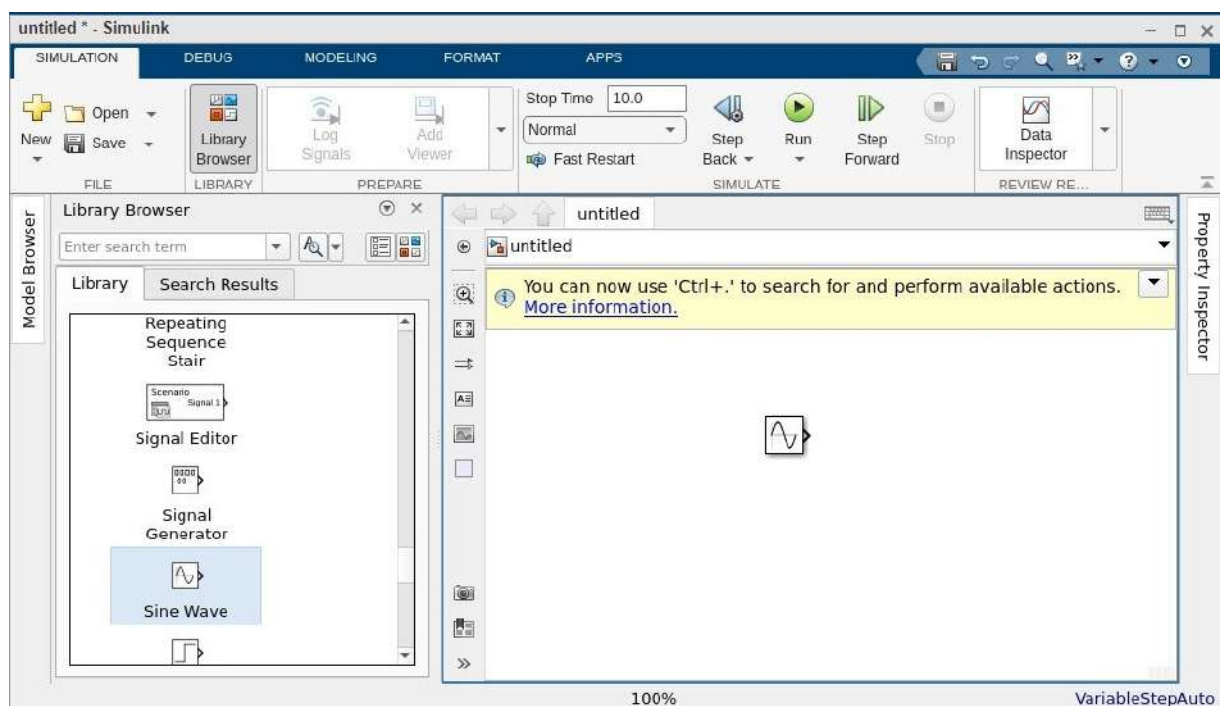 untitled * - Simulink
SIMULATION DEBUG MODELING FORMAT APPS
New
Open
Save
FILE
Library
Browser
LIBRARY
Log
Signals
Add
Viewer
PREPARE
Stop Time 10.0
Normal
Fast Restart
Step
Back
Run
Step
Forward
Stop
SIMULATE
Data
Inspector
REVIEW RE...
Model Browser
Library Browser
Enter search term
Library Search Results
Repeating
Sequence
Stair
Scenario
Signal 1
Signal Editor
Signal
Generator
Sine Wave
untitled
untitled
You can now use 'Ctrl+.' to search for and perform available actions.
More information.
Property Inspector
100%
VariableStepAuto